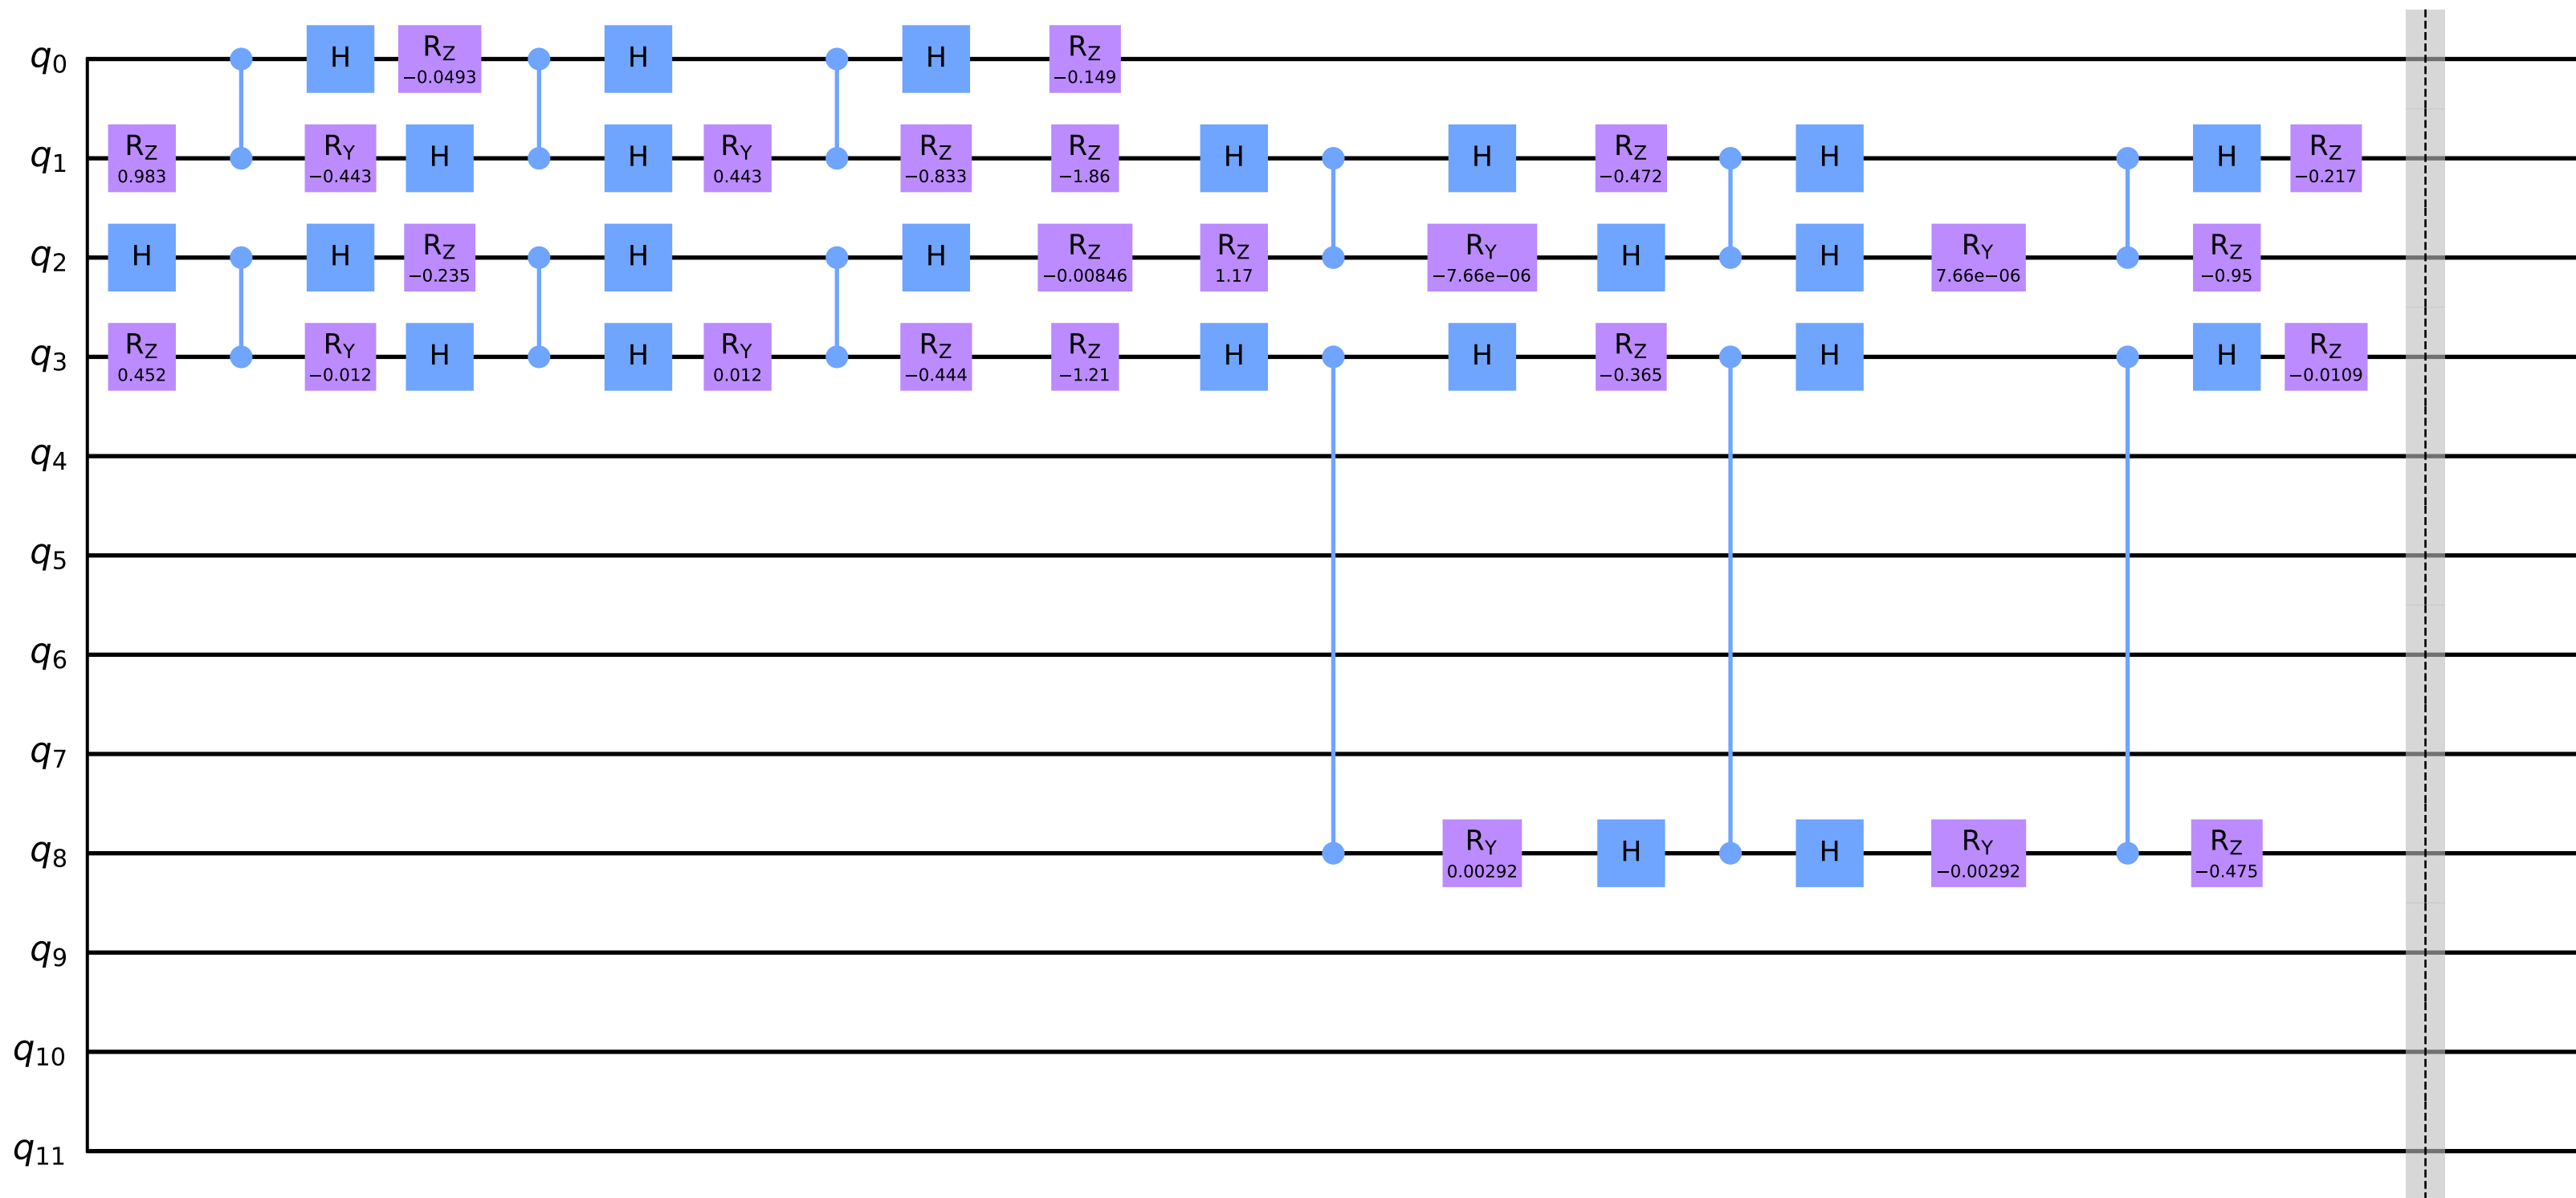 q0 H RZ −0.0493 H H RZ −0.149
q1 RZ 0.983 RY −0.443 H H RY 0.443 RZ −0.833 RZ −1.86 H H RZ −0.472 H H RZ −0.217
q2 H H RZ −0.235 H H RZ −0.00846 RZ 1.17 RY −7.66e−06 H H RY 7.66e−06 RZ −0.95
q3 RZ 0.452 RY −0.012 H H RY 0.012 RZ −0.444 RZ −1.21 H H RZ −0.365 H H RZ −0.0109
q4
q5
q6
q7
q8 RY 0.00292 H H RY −0.00292 RZ −0.475
q9
q10
q11